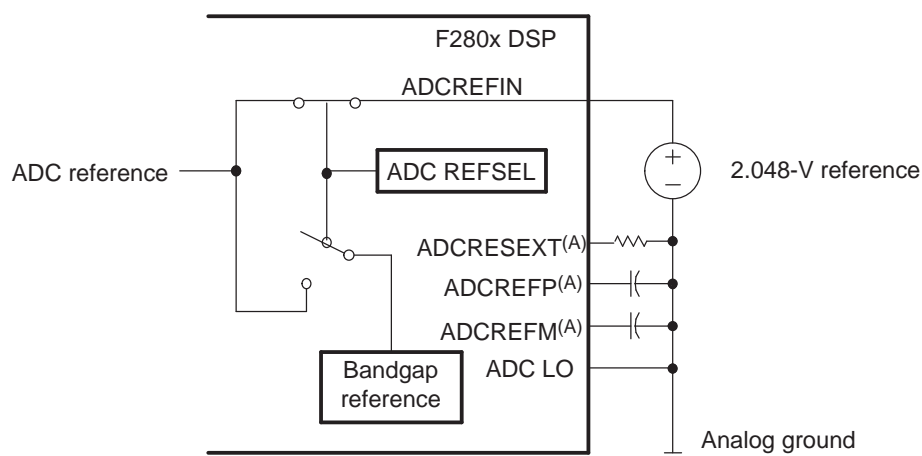 F280x DSP
ADCREFIN
ADC reference
ADC REFSEL
+
−
2.048-V reference
ADCRESEXT(A)
ADCREFP(A)
ADCREFM(A)
ADC LO
Bandgap
reference
Analog ground